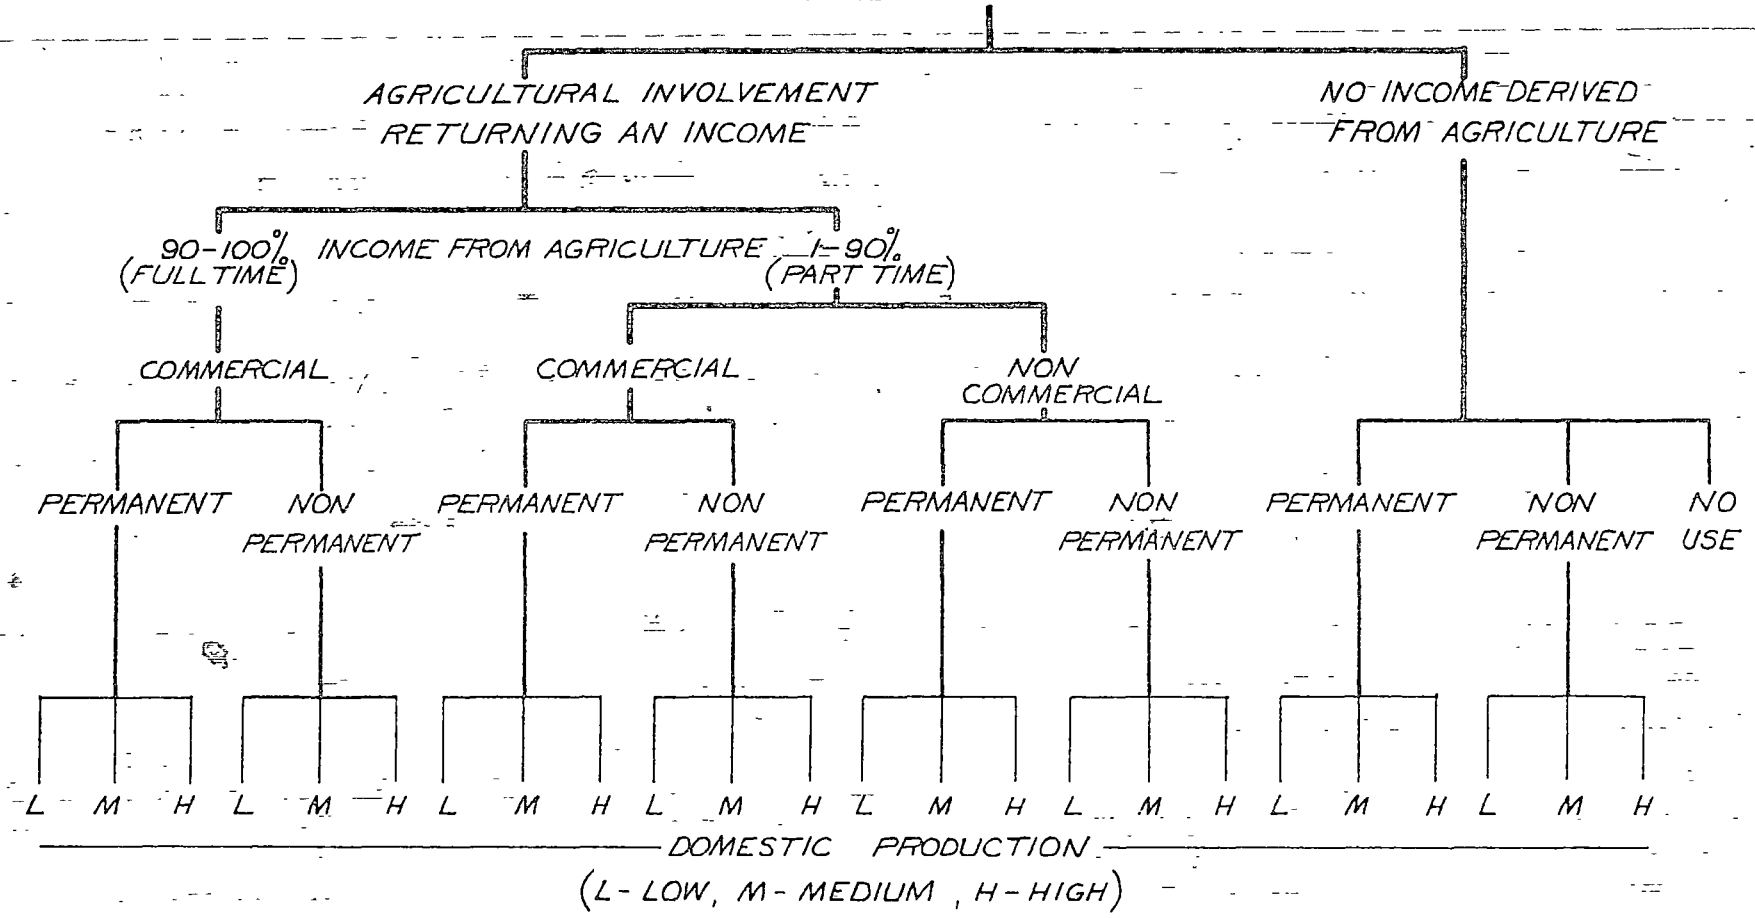 AGRICULTURAL INVOLVEMENT
RETURNING AN INCOME
NO INCOME DERIVED
FROM AGRICULTURE
90-100% INCOME FROM AGRICULTURE 1-90%
(FULL TIME) (PART TIME)
COMMERCIAL COMMERCIAL NON
COMMERCIAL
PERMANENT NON PERMANENT NON PERMANENT NON PERMANENT NON NO
PERMANENT PERMANENT PERMANENT PERMANENT USE
L M H L M H L M H L M H L M H L M H L M H L M H
DOMESTIC PRODUCTION
(L-LOW, M-MEDIUM, H-HIGH)